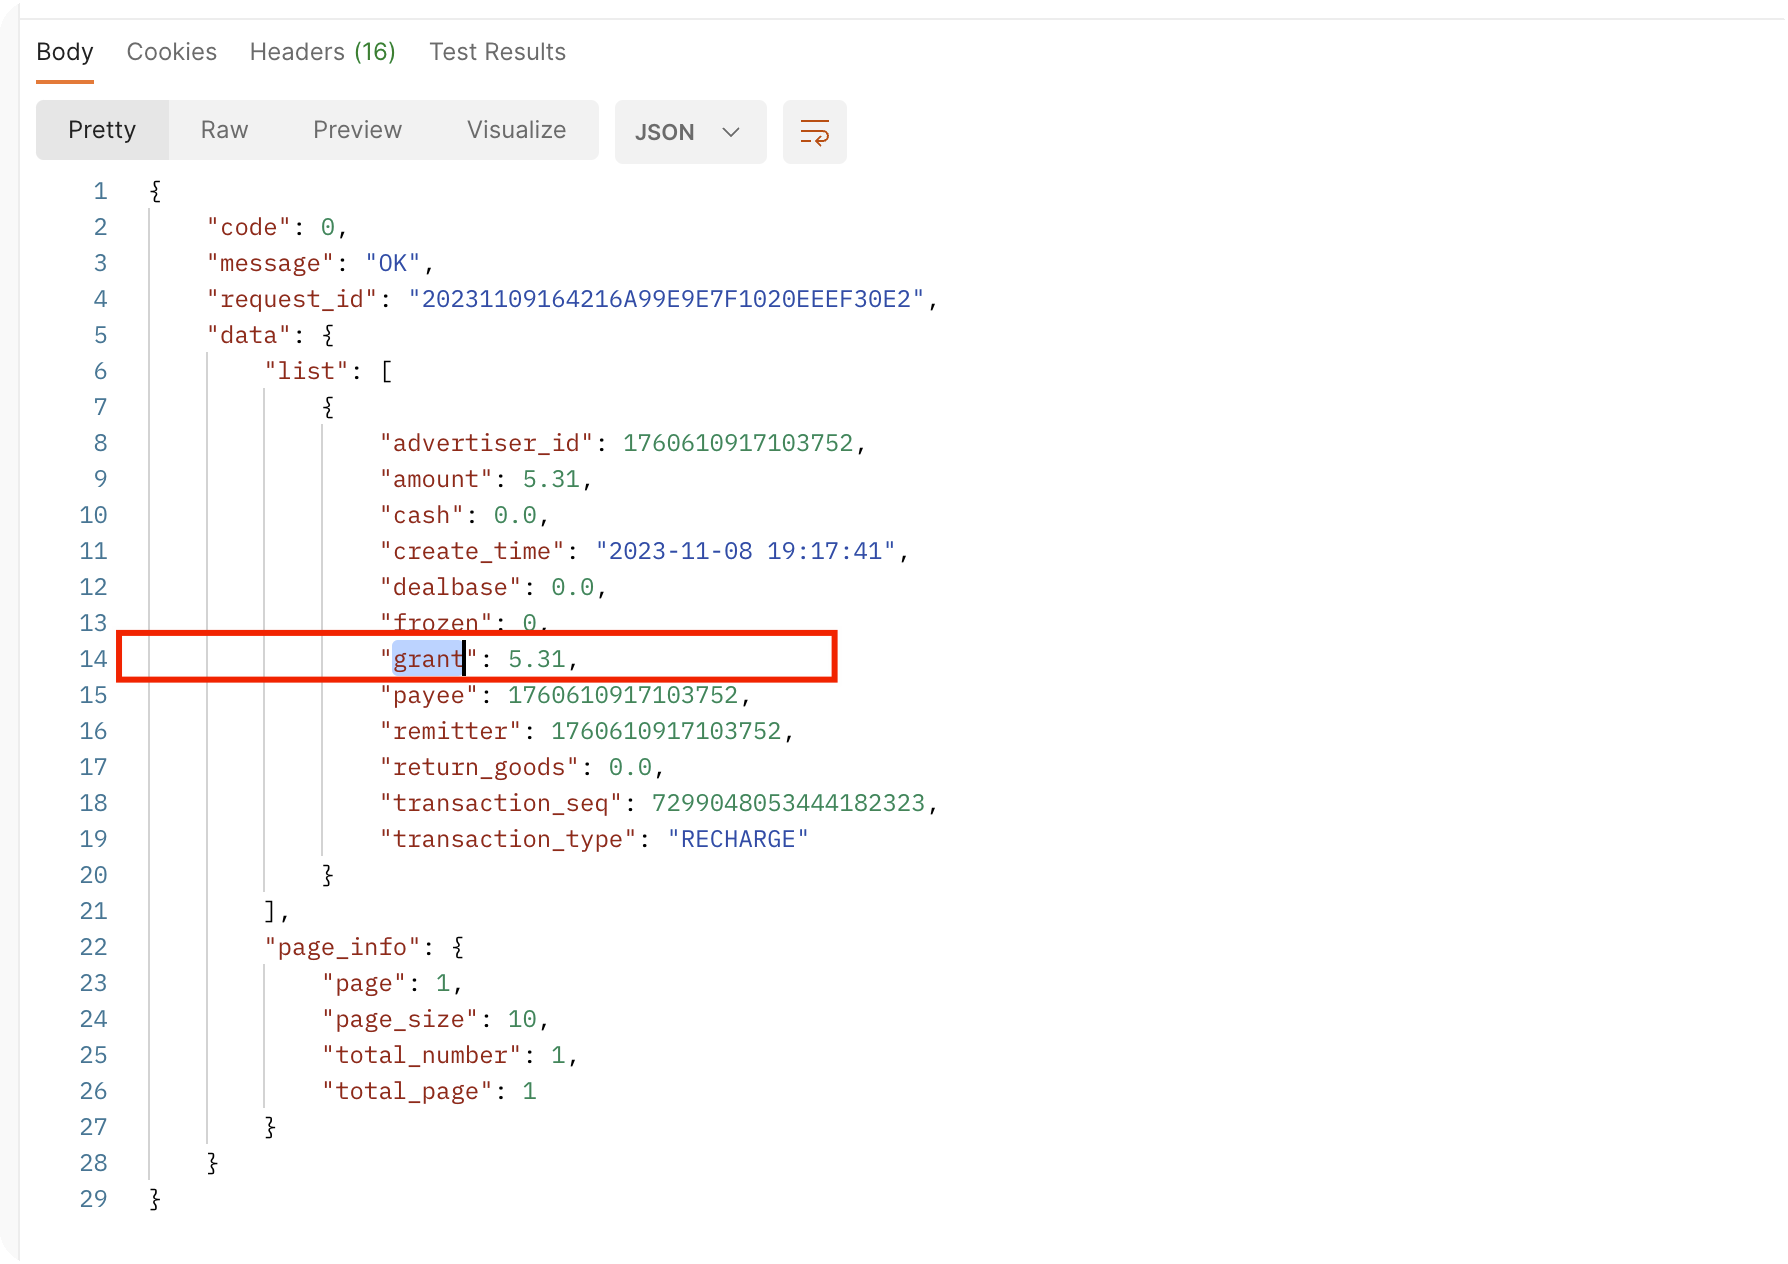 Body Cookies Headers (16) Test Results
Pretty Raw Preview Visualize JSON
1 {
2 "code": 0,
3 "message": "OK",
4 "request_id": "20231109164216A99E9E7F1020EEEF30E2",
5 "data": {
6 "list": [
7 {
8 "advertiser_id": 1760610917103752,
9 "amount": 5.31,
10 "cash": 0.0,
11 "create_time": "2023-11-08 19:17:41",
12 "dealbase": 0.0,
13 "frozen": 0,
14 "grant": 5.31,
15 "payee": 1760610917103752,
16 "remitter": 1760610917103752,
17 "return_goods": 0.0,
18 "transaction_seq": 7299048053444182323,
19 "transaction_type": "RECHARGE"
20 }
21 ],
22 "page_info": {
23 "page": 1,
24 "page_size": 10,
25 "total_number": 1,
26 "total_page": 1
27 }
28 }
29 }